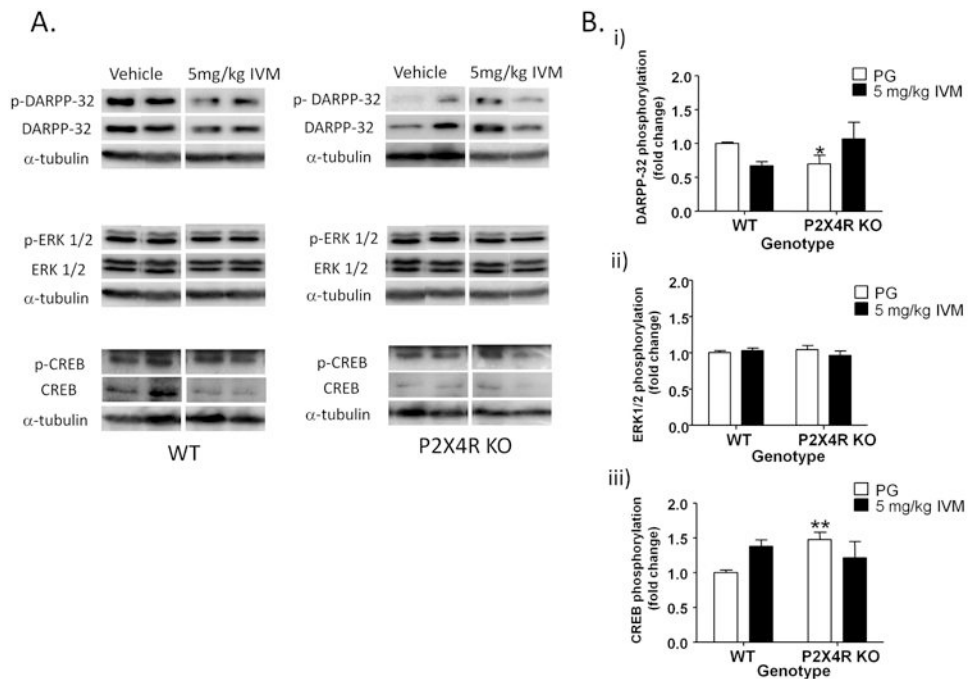 A.
Vehicle 5mg/kg IVM
p-DARPP-32
DARPP-32
α-tubulin
p-ERK 1/2
ERK 1/2
α-tubulin
p-CREB
CREB
α-tubulin
WT
Vehicle 5mg/kg IVM
p- DARPP-32
DARPP-32
α-tubulin
p-ERK 1/2
ERK 1/2
α-tubulin
p-CREB
CREB
α-tubulin
P2X4R KO
B.
i)
PG
5 mg/kg IVM
DARPP-32 phosphorylation
(fold change)
2.0
1.5
1.0
0.5
0.0
*
WT P2X4R KO
Genotype
ii)
PG
5 mg/kg IVM
ERK1/2 phosphorylation
(fold change)
2.0
1.5
1.0
0.5
0.0
WT P2X4R KO
Genotype
iii)
PG
5 mg/kg IVM
CREB phosphorylation
(fold change)
2.0
1.5
1.0
0.5
0.0
**
WT P2X4R KO
Genotype